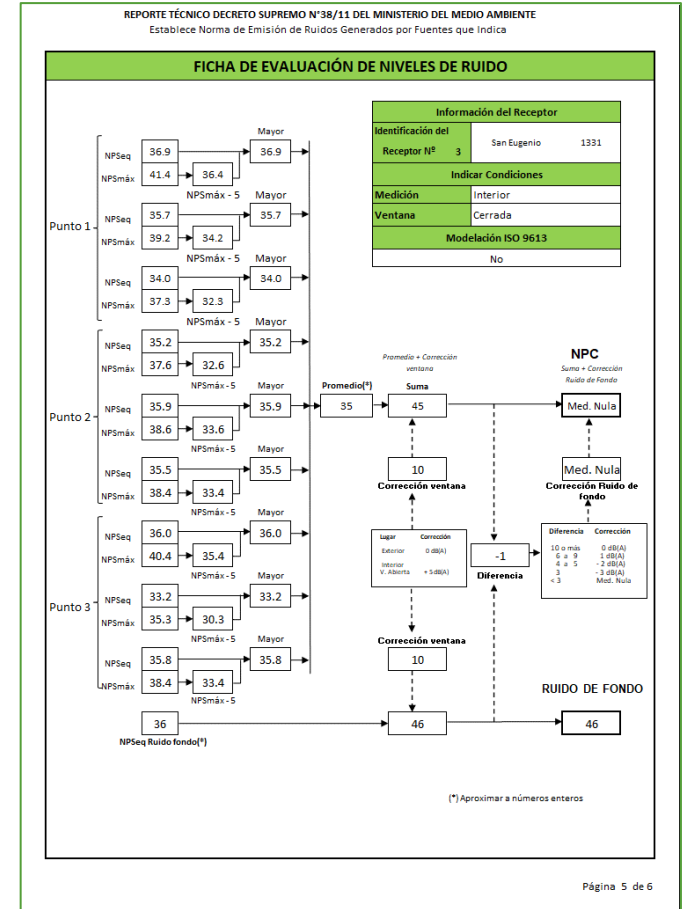 REPORTE TÉCNICO DECRETO SUPREMO N°38/11 DEL MINISTERIO DEL MEDIO AMBIENTE
Establece Norma de Emisión de Ruidos Generados por Fuentes que Indica
FICHA DE EVALUACIÓN DE NIVELES DE RUIDO
Información del Receptor
Identificación del
Receptor Nº 3
San Eugenio 1331
Indicar Condiciones
Medición Interior
Ventana Cerrada
Modelación ISO 9613
No
Punto 1
Mayor
NPSeq 36.9 36.9
NPSmáx 41.4 36.4
NPSmáx - 5 Mayor
NPSeq 35.7 35.7
NPSmáx 39.2 34.2
NPSmáx - 5 Mayor
NPSeq 34.0 34.0
NPSmáx 37.3 32.3
NPSmáx - 5 Mayor
Punto 2
NPSeq 35.2 35.2
NPSmáx 37.6 32.6
NPSmáx - 5 Mayor
NPSeq 35.9 35.9
NPSmáx 38.6 33.6
NPSmáx - 5 Mayor
NPSeq 35.5 35.5
NPSmáx 38.4 33.4
NPSmáx - 5 Mayor
Punto 3
NPSeq 36.0 36.0
NPSmáx 40.4 35.4
NPSmáx - 5 Mayor
NPSeq 33.2 33.2
NPSmáx 35.3 30.3
NPSmáx - 5 Mayor
NPSeq 35.8 35.8
NPSmáx 38.4 33.4
NPSmáx - 5
36
NPSeq Ruido fondo(*)
Promedio(*)
35
Promedio + Corrección
ventana
Suma
45
NPC
Suma + Corrección
Ruido de Fondo
Med. Nula
10
Corrección ventana
Med. Nula
Corrección Ruido de
fondo
Lugar Corrección
Exterior 0 dB(A)
Interior
V. Abierta + 5dB(A)
-1
Diferencia
Diferencia Corrección
10 o más 0 dB(A)
6 a 9 1 dB(A)
4 a 5 - 2 dB(A)
3 - 3 dB(A)
< 3 Med. Nula
Corrección ventana
10
46
RUIDO DE FONDO
46
(*) Aproximar a números enteros
Página 5 de 6